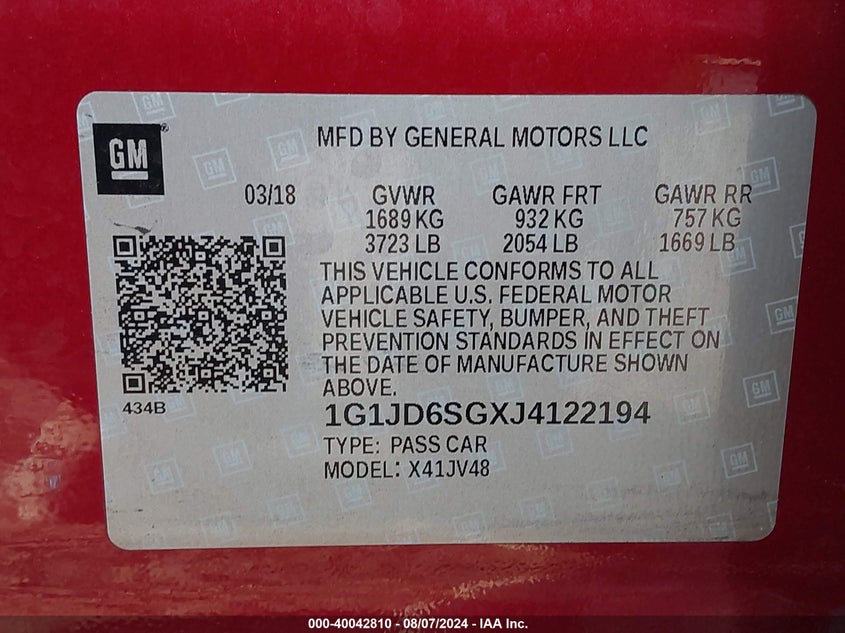 GM
MFD BY GENERAL MOTORS LLC
03/18 GVWR GAWR FRT GAWR RR
1689 KG 932 KG 757 KG
3723 LB 2054 LB 1669 LB
THIS VEHICLE CONFORMS TO ALL
APPLICABLE U.S. FEDERAL MOTOR
VEHICLE SAFETY, BUMPER, AND THEFT
PREVENTION STANDARDS IN EFFECT ON
THE DATE OF MANUFACTURE SHOWN
ABOVE.
434B
1G1JD6SGXJ4122194
TYPE: PASS CAR
MODEL: X41JV48
000-40042810 - 08/07/2024 - IAA Inc.